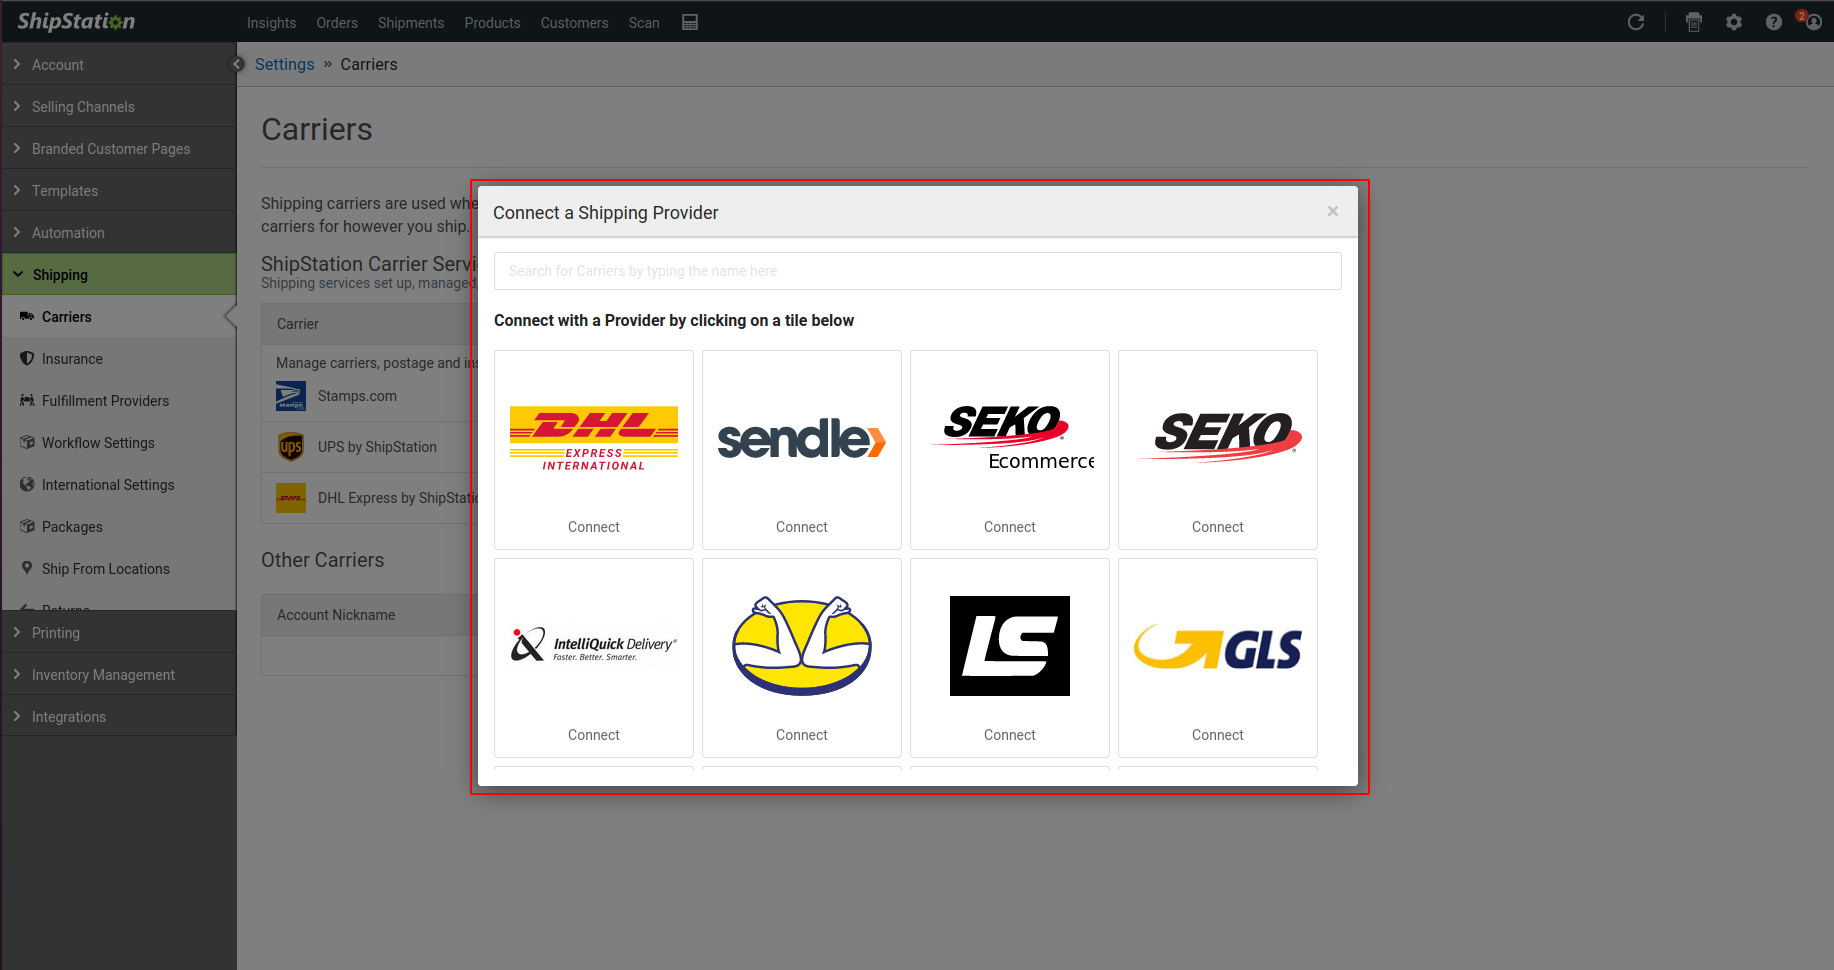 ShipStation
Insights Orders Shipments Products Customers Scan
2
Account
Selling Channels
Branded Customer Pages
Templates
Automation
Shipping
Carriers
Insurance
Fulfillment Providers
Workflow Settings
International Settings
Packages
Ship From Locations
Returns
Printing
Inventory Management
Integrations
Settings » Carriers
Carriers
Shipping carriers are used whe
carriers for however you ship.
ShipStation Carrier Servi
Shipping services set up, managed,
Carrier
Manage carriers, postage and ins
stamps
Stamps.com
ups
UPS by ShipStation
DHL
DHL Express by ShipStatio
Other Carriers
Account Nickname
Connect a Shipping Provider
×
Search for Carriers by typing the name here
Connect with a Provider by clicking on a tile below
DHL
EXPRESS
INTERNATIONAL
Connect
sendle
Connect
SEKO®
Ecommerce
Connect
SEKO®
Connect
IntelliQuick Delivery®
Faster. Better. Smarter.
Connect
Connect
LS
Connect
GLS
Connect